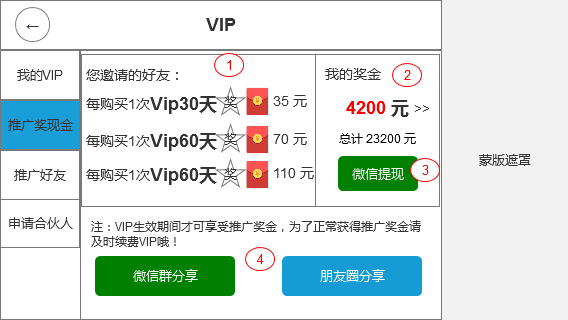 ← VIP
我的VIP
推广奖现金
推广好友
申请合伙人
1
您邀请的好友：
每购买1次Vip30天 奖 35 元
每购买1次Vip60天 奖 70 元
每购买1次Vip60天 奖 110 元
我的奖金 2
4200 元 >>
总计 23200 元
微信提现 3
注：VIP生效期间才可享受推广奖金，为了正常获得推广奖金请
及时续费VIP哦！
4
微信群分享
朋友圈分享
蒙版遮罩